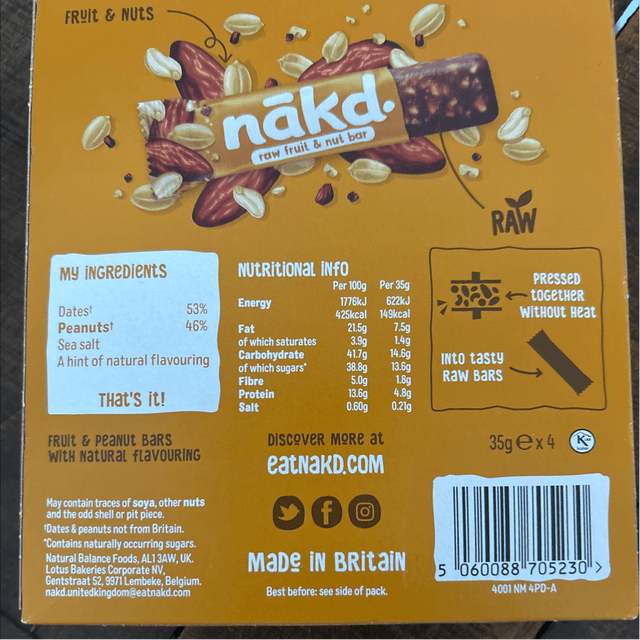 FRUIT & NUTS
nākd.
raw fruit & nut bar
RAW
MY INGREDIENTS
Dates† 53%
Peanuts† 46%
Sea salt
A hint of natural flavouring
THAT'S IT!
NUTRITIONAL INFO
Per 100g Per 35g
Energy 1776kJ 622kJ
425kcal 149kcal
Fat 21.5g 7.5g
of which saturates 3.9g 1.4g
Carbohydrate 41.7g 14.6g
of which sugars* 38.8g 13.6g
Fibre 5.0g 1.8g
Protein 13.6g 4.8g
Salt 0.60g 0.21g
PRESSED
TOGETHER
WITHOUT HEAT
INTO TASTY
RAW BARS
FRUIT & PEANUT BARS
WITH NATURAL FLAVOURING
DISCOVER MORE AT
eatNAKD.COM
35g e x 4
K
May contain traces of soya, other nuts
and the odd shell or pit piece.
†Dates & peanuts not from Britain.
*Contains naturally occurring sugars.
Natural Balance Foods, AL1 3AW, UK.
Lotus Bakeries Corporate NV,
Gentstraat 52, 9971 Lembeke, Belgium.
nakd.unitedkingdom@eatnakd.com
MADE IN BRITAIN
Best before: see side of pack.
5 060088 705230 >
4001 NM 4PD-A